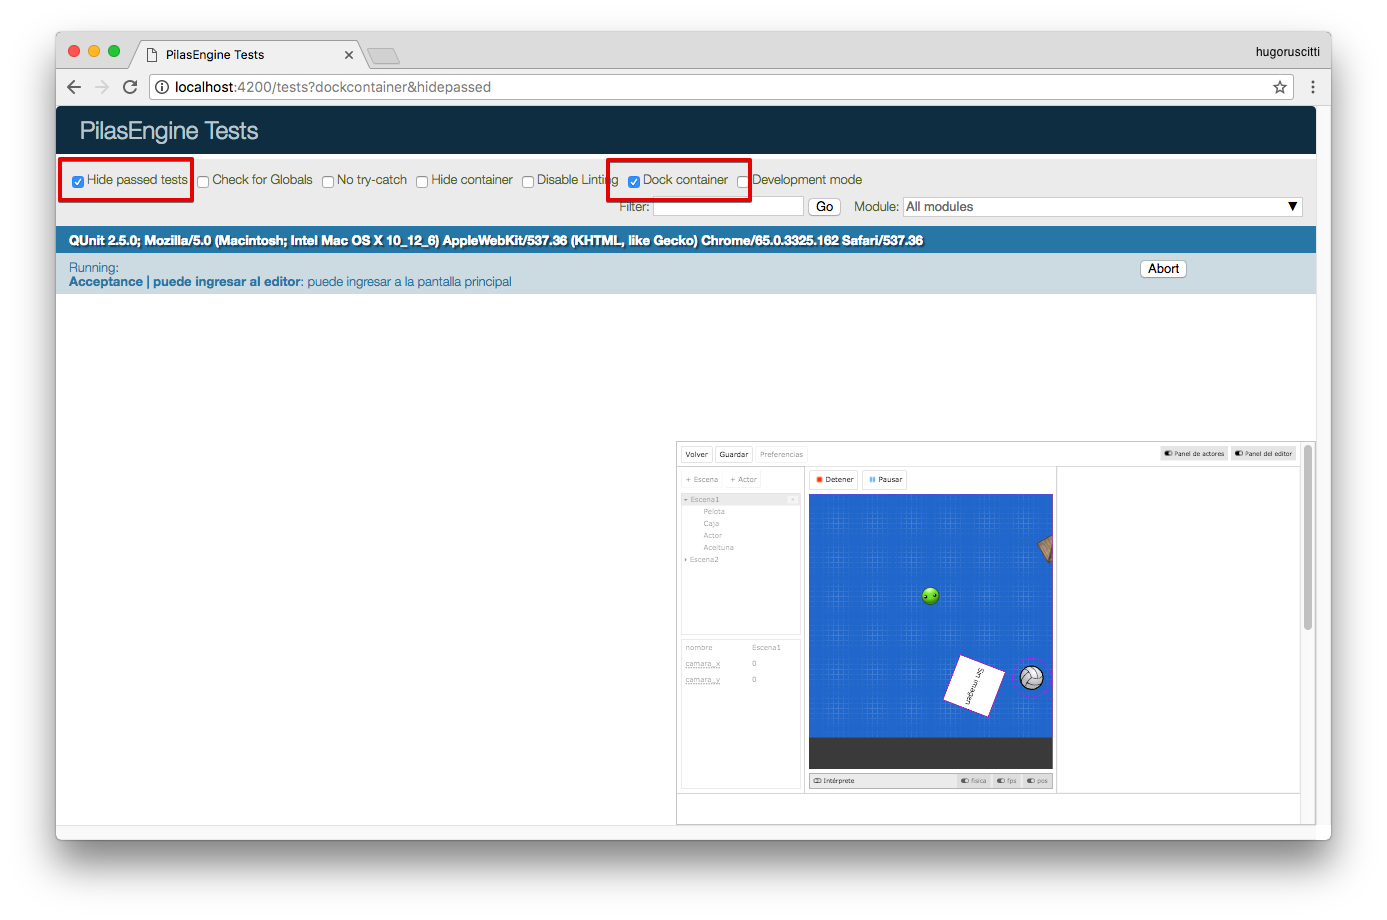 PilasEngine Tests
hugoruscitti
localhost:4200/tests?dockcontainer&hidepassed
PilasEngine Tests
Hide passed tests Check for Globals No try-catch Hide container Disable Linting Dock container Development mode
Filter: Go Module: All modules
QUnit 2.5.0; Mozilla/5.0 (Macintosh; Intel Mac OS X 10_12_6) AppleWebKit/537.36 (KHTML, like Gecko) Chrome/65.0.3325.162 Safari/537.36
Running:
Abort
Acceptance | puede ingresar al editor: puede ingresar a la pantalla principal
Volver Guardar Preferencias Panel de actores Panel del editor
+ Escena + Actor Detener Pausar
Escena1
Pelota
Caja
Actor
Aceituna
Escena2
nombre Escena1
camara_x 0
camara_y 0
Sin imagen
Intérprete física fps pos